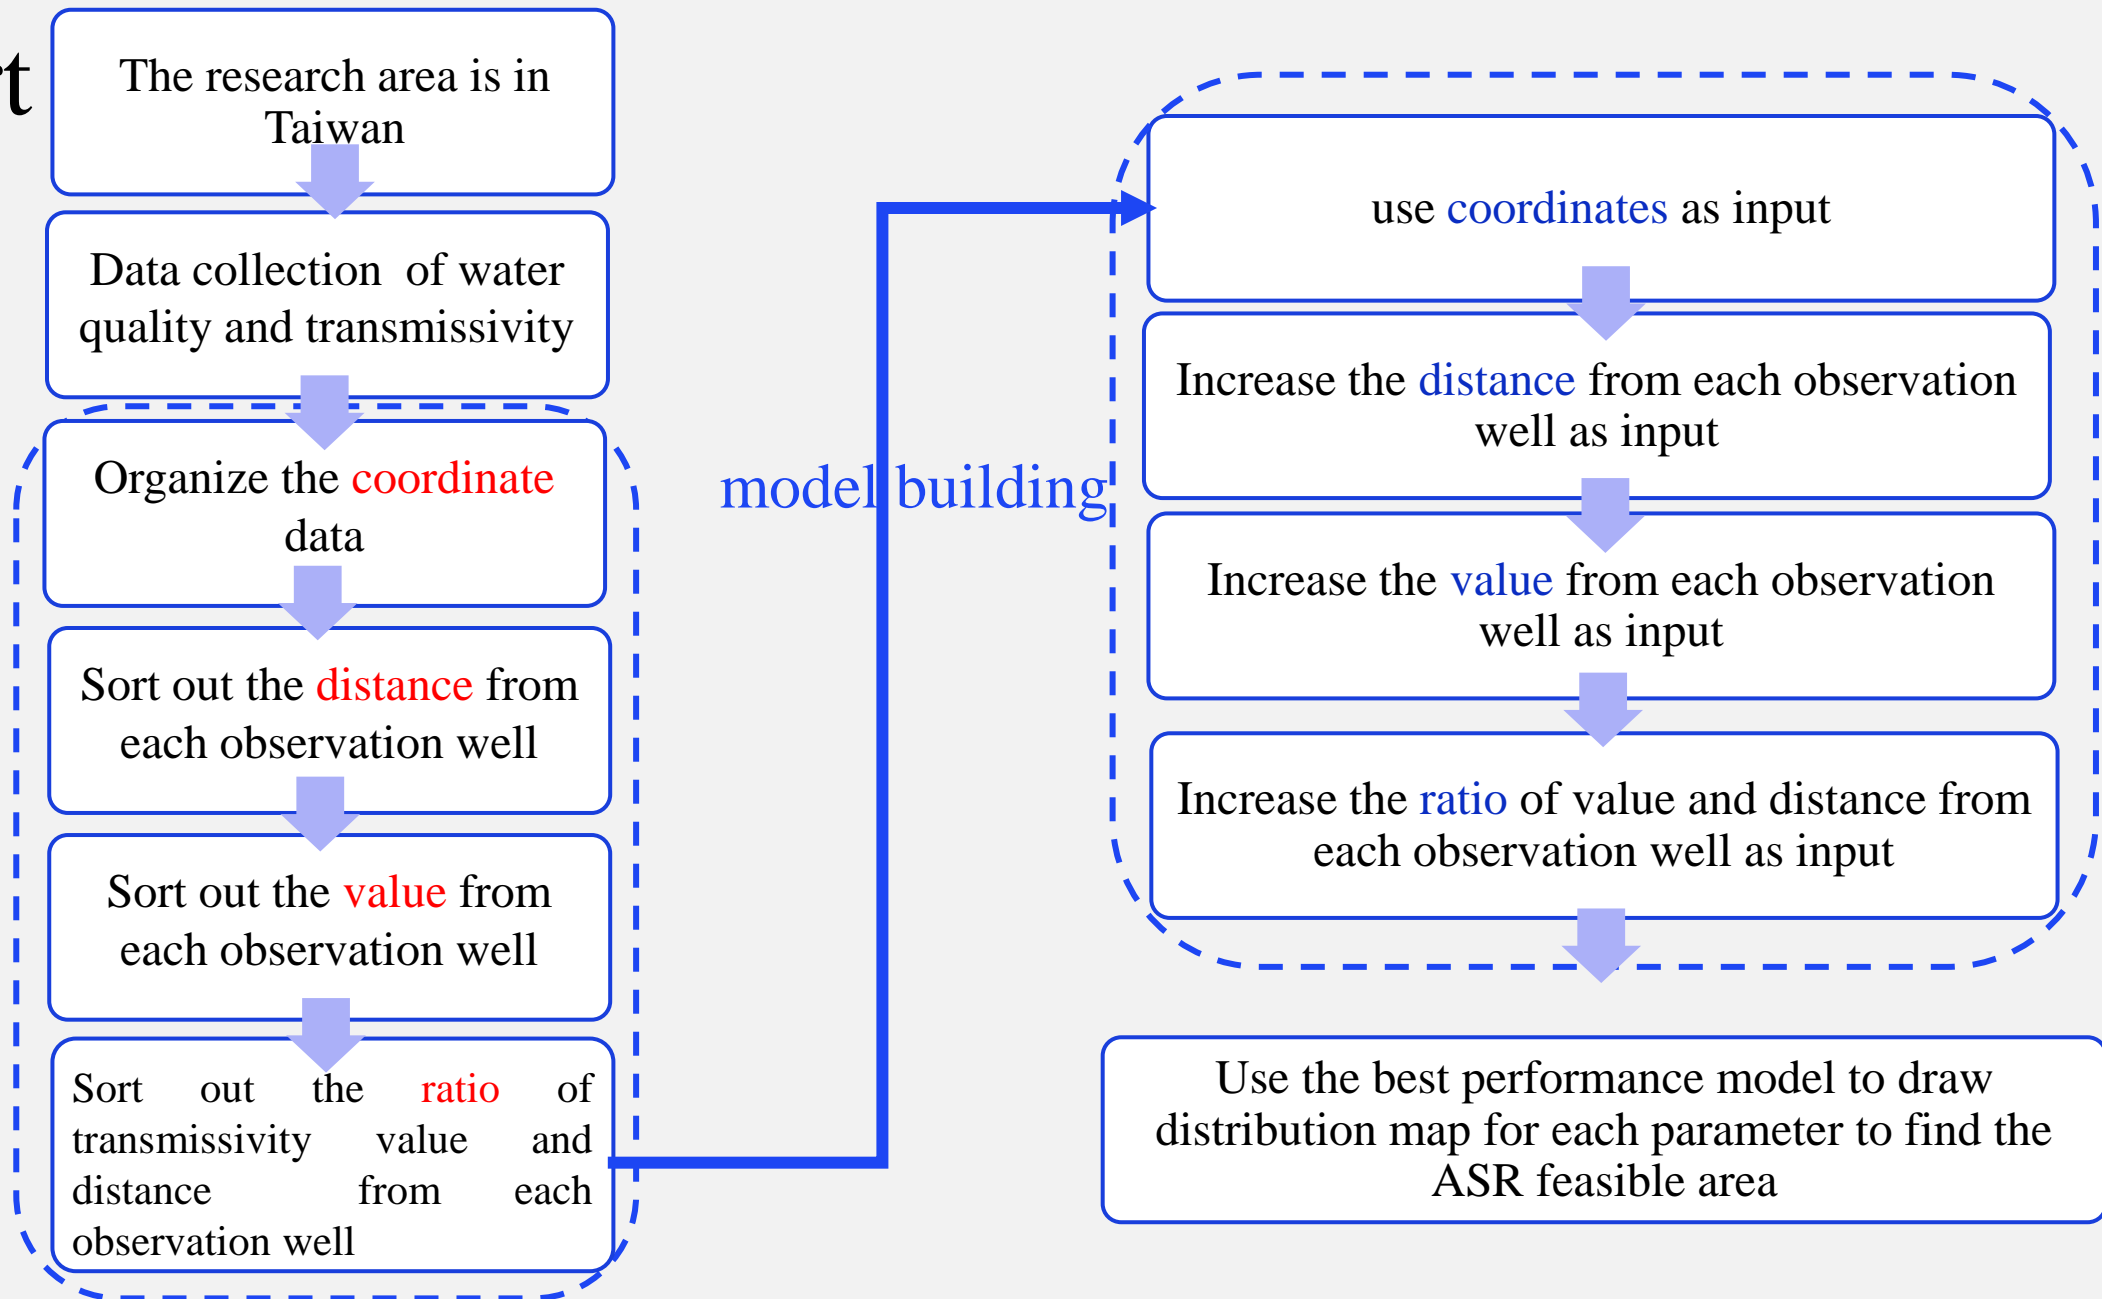 The research area is in
Taiwan
Data collection of water
quality and transmissivity
Organize the coordinate
data
Sort out the distance from
each observation well
Sort out the value from
each observation well
Sort out the ratio of
transmissivity value and
distance from each
observation well
model building
use coordinates as input
Increase the distance from each observation
well as input
Increase the value from each observation
well as input
Increase the ratio of value and distance from
each observation well as input
Use the best performance model to draw
distribution map for each parameter to find the
ASR feasible area